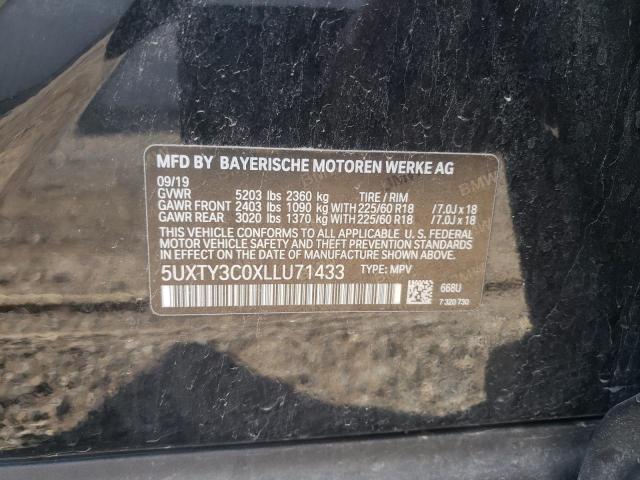 MFD BY BAYERISCHE MOTOREN WERKE AG
09/19
GVWR 5203 lbs 2360 kg TIRE / RIM
GAWR FRONT 2403 lbs 1090 kg WITH 225/60 R18 /7.0J x 18
GAWR REAR 3020 lbs 1370 kg WITH 225/60 R18 /7.0J x 18
THIS VEHICLE CONFORMS TO ALL APPLICABLE U. S. FEDERAL
MOTOR VEHICLE SAFETY AND THEFT PREVENTION STANDARDS
IN EFFECT ON THE DATE OF MANUFACTURE SHOWN ABOVE.
5UXTY3C0XLLU71433 TYPE: MPV
668U
7 320 730